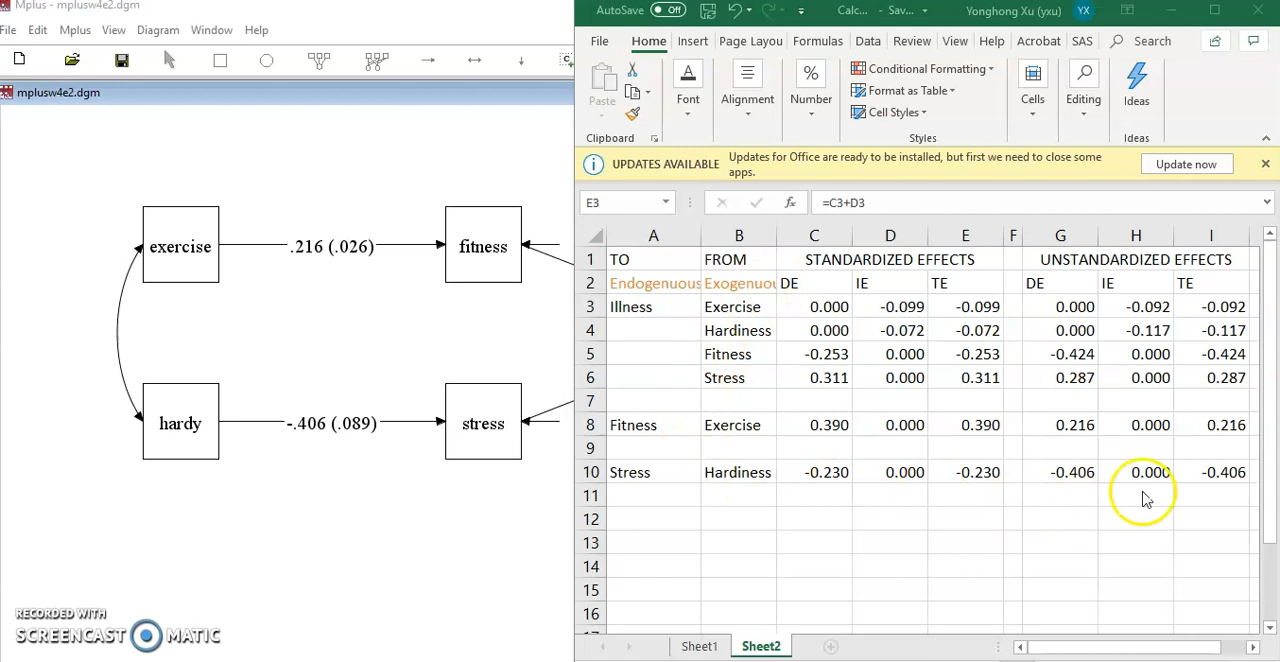 Mplus - mplusw4e2.dgm
File Edit Mplus View Diagram Window Help
mplusw4e2.dgm
exercise .216 (.026) fitness
hardy -.406 (.089) stress
RECORDED WITH
SCREENCAST MATIC
AutoSave Off Calc... - Sav... Yonghong Xu (yxu) YX
File Home Insert Page Layou Formulas Data Review View Help Acrobat SAS Search
Paste Font Alignment Number Conditional Formatting Cells Editing Ideas
Format as Table
Cell Styles
Clipboard Styles Ideas
UPDATES AVAILABLE Updates for Office are ready to be installed, but first we need to close some apps. Update now
E3 fx =C3+D3
A B C D E F G H I
1 TO FROM STANDARDIZED EFFECTS UNSTANDARDIZED EFFECTS
2 Endogenuous Exogenuou DE IE TE DE IE TE
3 Illness Exercise 0.000 -0.099 -0.099 0.000 -0.092 -0.092
4 Hardiness 0.000 -0.072 -0.072 0.000 -0.117 -0.117
5 Fitness -0.253 0.000 -0.253 -0.424 0.000 -0.424
6 Stress 0.311 0.000 0.311 0.287 0.000 0.287
7
8 Fitness Exercise 0.390 0.000 0.390 0.216 0.000 0.216
9
10 Stress Hardiness -0.230 0.000 -0.230 -0.406 0.000 -0.406
11
12
13
14
15
16
17
Sheet1 Sheet2